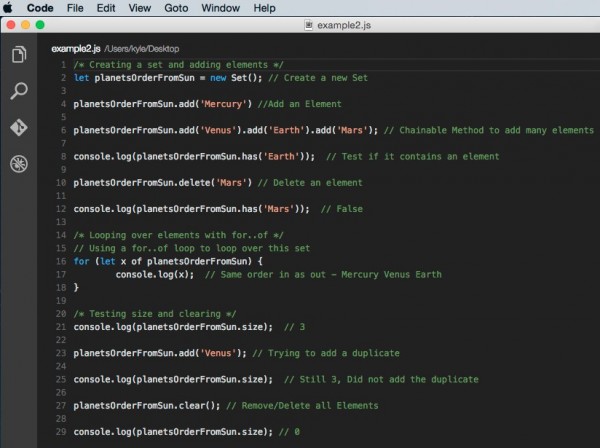 Code File Edit View Goto Window Help
example2.js
example2.js /Users/kyle/Desktop
1 /* Creating a set and adding elements */
2 let planetsOrderFromSun = new Set(); // Create a new Set
3
4 planetsOrderFromSun.add('Mercury') //Add an Element
5
6 planetsOrderFromSun.add('Venus').add('Earth').add('Mars'); // Chainable Method to add many elements
7
8 console.log(planetsOrderFromSun.has('Earth')); // Test if it contains an element
9
10 planetsOrderFromSun.delete('Mars') // Delete an element
11
12 console.log(planetsOrderFromSun.has('Mars')); // False
13
14 /* Looping over elements with for..of */
15 // Using a for..of loop to loop over this set
16 for (let x of planetsOrderFromSun) {
17 console.log(x); // Same order in as out - Mercury Venus Earth
18 }
19
20 /* Testing size and clearing */
21 console.log(planetsOrderFromSun.size); // 3
22
23 planetsOrderFromSun.add('Venus'); // Trying to add a duplicate
24
25 console.log(planetsOrderFromSun.size); // Still 3, Did not add the duplicate
26
27 planetsOrderFromSun.clear(); // Remove/Delete all Elements
28
29 console.log(planetsOrderFromSun.size); // 0